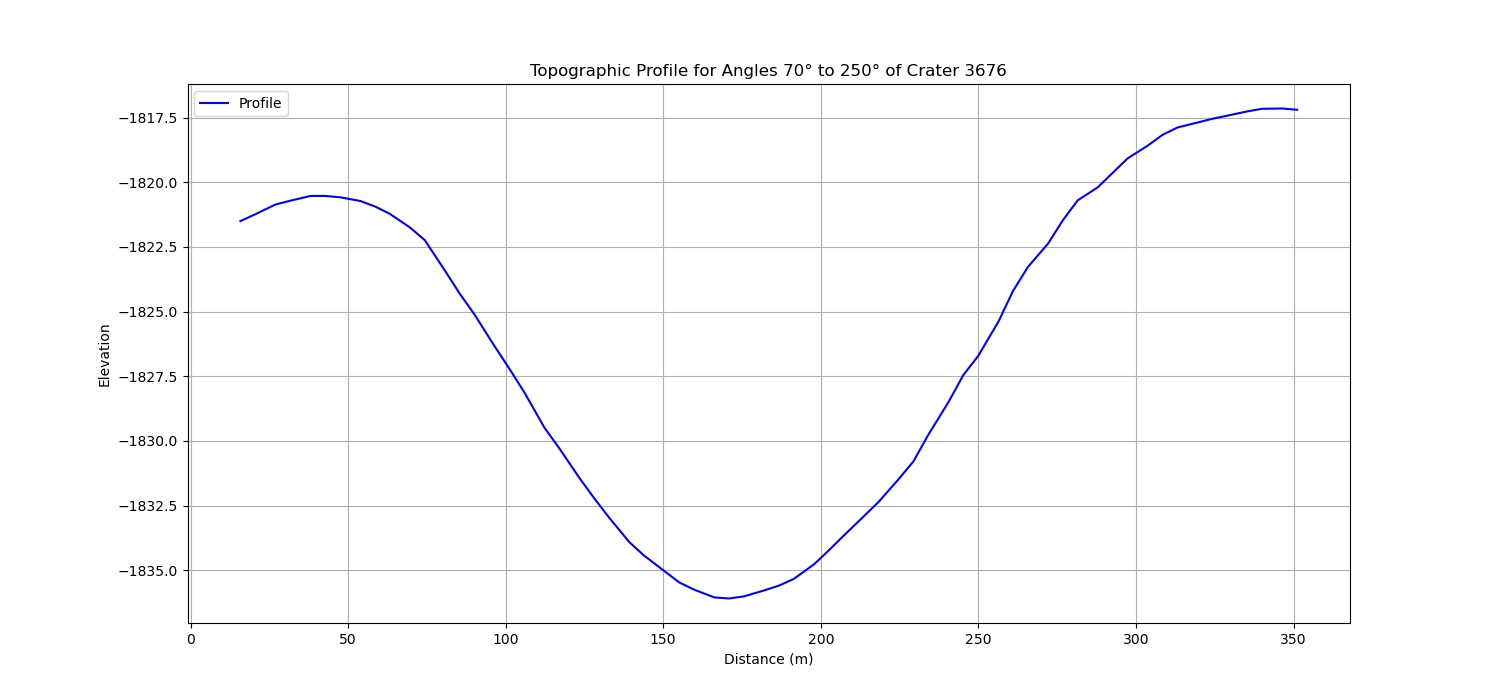 Topographic Profile for Angles 70° to 250° of Crater 3676
Profile
−1817.5
−1820.0
−1822.5
−1825.0
−1827.5
−1830.0
−1832.5
−1835.0
Elevation
0 50 100 150 200 250 300 350
Distance (m)